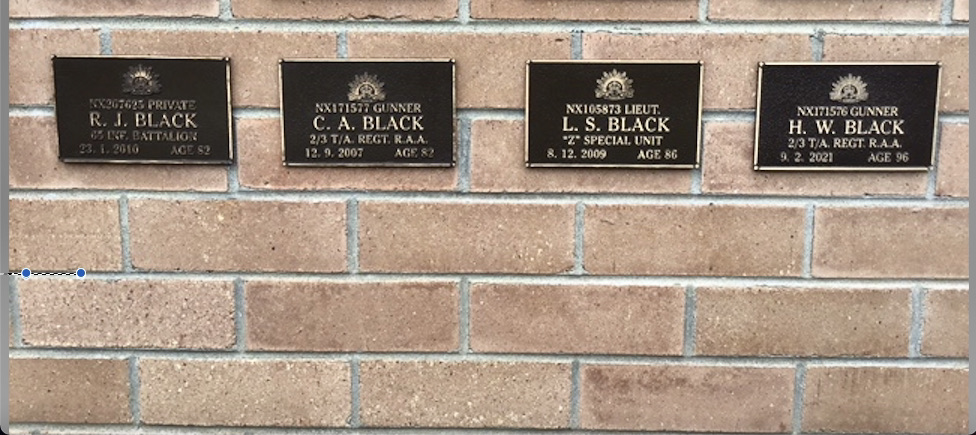 NX267625 PRIVATE
R. J. BLACK
65 INF. BATTALION
23. 1. 2010 AGE 82
NX171577 GUNNER
C. A. BLACK
2/3 T/A. REGT. R.A.A.
12. 9. 2007 AGE 82
NX105873 LIEUT.
L. S. BLACK
"Z" SPECIAL UNIT
8. 12. 2009 AGE 86
NX171576 GUNNER
H. W. BLACK
2/3 T/A. REGT. R.A.A.
9. 2. 2021 AGE 96